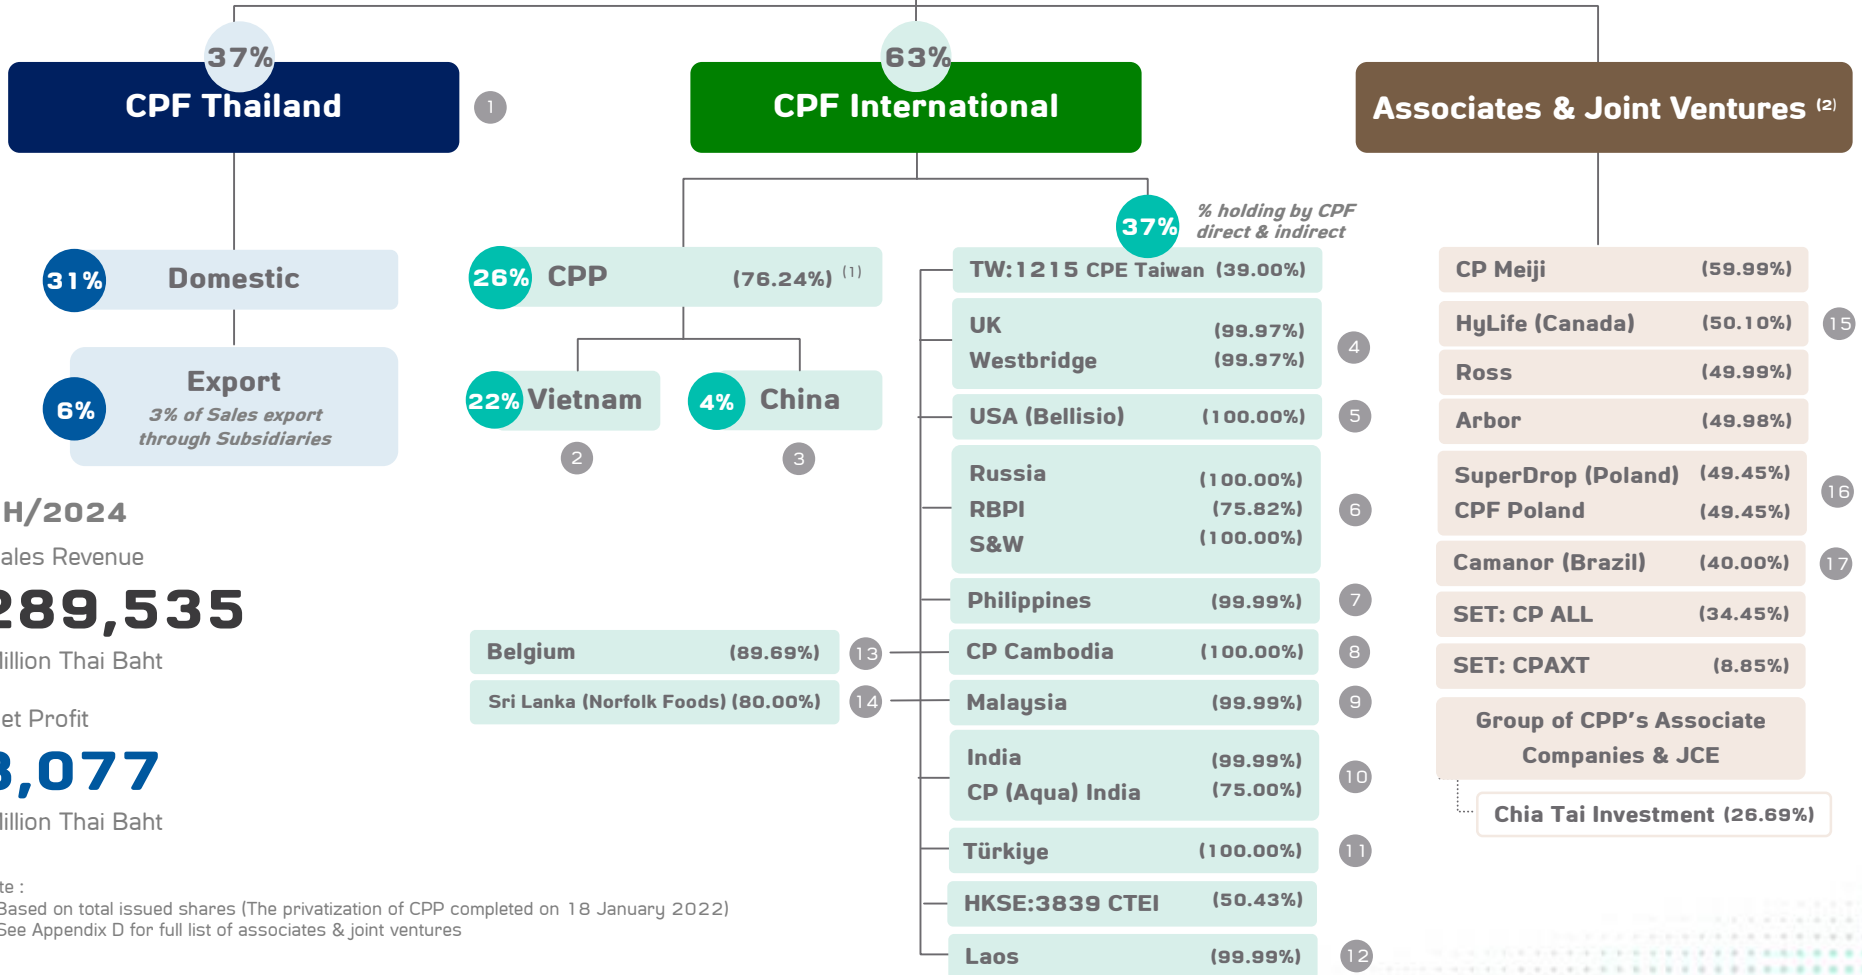 37%
CPF Thailand
1
63%
CPF International
Associates & Joint Ventures (2)
31%
Domestic
6%
Export
3% of Sales export
through Subsidiaries
26%
CPP (76.24%) (1)
22%
Vietnam
2
4%
China
3
37%
% holding by CPF
direct & indirect
TW:1215 CPE Taiwan (39.00%)
UK (99.97%)
Westbridge (99.97%)
4
USA (Bellisio) (100.00%)
5
Russia (100.00%)
RBPI (75.82%)
S&W (100.00%)
6
Philippines (99.99%)
7
CP Cambodia (100.00%)
8
Malaysia (99.99%)
9
India (99.99%)
CP (Aqua) India (75.00%)
10
Türkiye (100.00%)
11
HKSE:3839 CTEI (50.43%)
Laos (99.99%)
12
Belgium (89.69%)
13
Sri Lanka (Norfolk Foods) (80.00%)
14
CP Meiji (59.99%)
HyLife (Canada) (50.10%)
15
Ross (49.99%)
Arbor (49.98%)
SuperDrop (Poland) (49.45%)
CPF Poland (49.45%)
16
Camanor (Brazil) (40.00%)
17
SET: CP ALL (34.45%)
SET: CPAXT (8.85%)
Group of CPP's Associate
Companies & JCE
Chia Tai Investment (26.69%)
H/2024
Revenue
289,535
Thai Baht
Profit
,077
Thai Baht
:
Based on total issued shares (The privatization of CPP completed on 18 January 2022)
See Appendix D for full list of associates & joint ventures